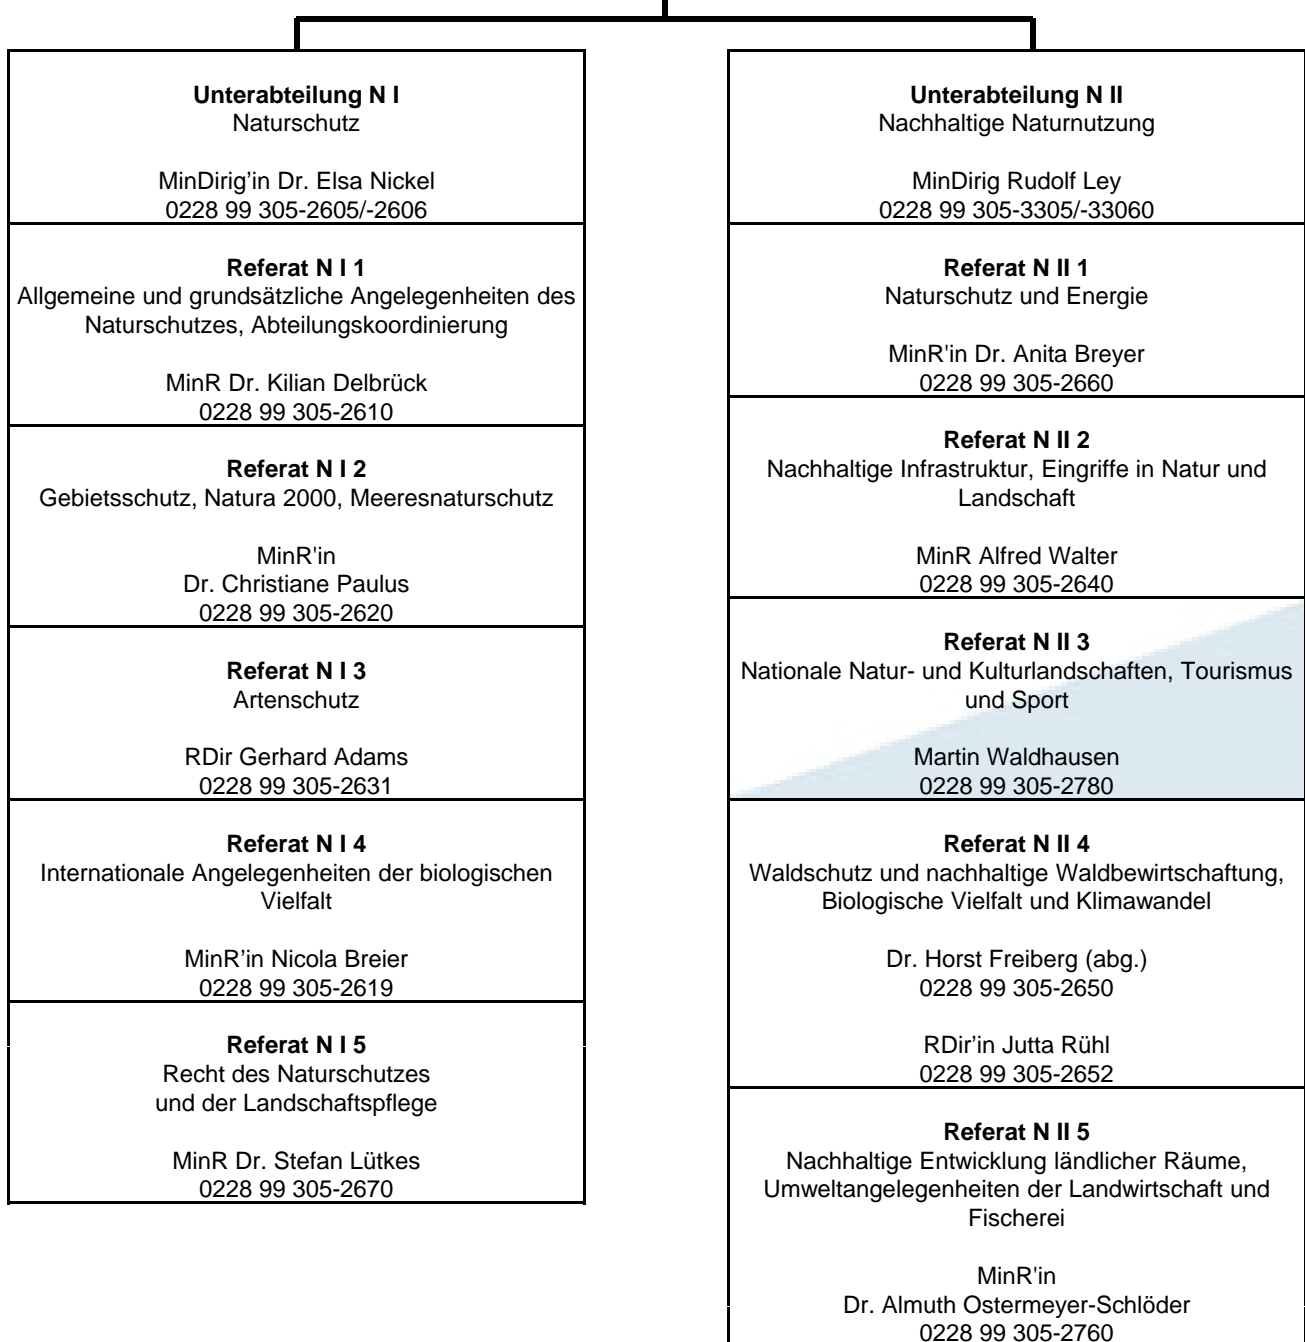 Unterabteilung N I
Naturschutz
MinDirig'in Dr. Elsa Nickel
0228 99 305-2605/-2606
Referat N I 1
Allgemeine und grundsätzliche Angelegenheiten des
Naturschutzes, Abteilungskoordinierung
MinR Dr. Kilian Delbrück
0228 99 305-2610
Referat N I 2
Gebietsschutz, Natura 2000, Meeresnaturschutz
MinR'in
Dr. Christiane Paulus
0228 99 305-2620
Referat N I 3
Artenschutz
RDir Gerhard Adams
0228 99 305-2631
Referat N I 4
Internationale Angelegenheiten der biologischen
Vielfalt
MinR’in Nicola Breier
0228 99 305-2619
Referat N I 5
Recht des Naturschutzes
und der Landschaftspflege
MinR Dr. Stefan Lütkes
0228 99 305-2670
Unterabteilung N II
Nachhaltige Naturnutzung
MinDirig Rudolf Ley
0228 99 305-3305/-33060
Referat N II 1
Naturschutz und Energie
MinR'in Dr. Anita Breyer
0228 99 305-2660
Referat N II 2
Nachhaltige Infrastruktur, Eingriffe in Natur und
Landschaft
MinR Alfred Walter
0228 99 305-2640
Referat N II 3
Nationale Natur- und Kulturlandschaften, Tourismus
und Sport
Martin Waldhausen
0228 99 305-2780
Referat N II 4
Waldschutz und nachhaltige Waldbewirtschaftung,
Biologische Vielfalt und Klimawandel
Dr. Horst Freiberg (abg.)
0228 99 305-2650
RDir’in Jutta Rühl
0228 99 305-2652
Referat N II 5
Nachhaltige Entwicklung ländlicher Räume,
Umweltangelegenheiten der Landwirtschaft und
Fischerei
MinR'in
Dr. Almuth Ostermeyer-Schlöder
0228 99 305-2760